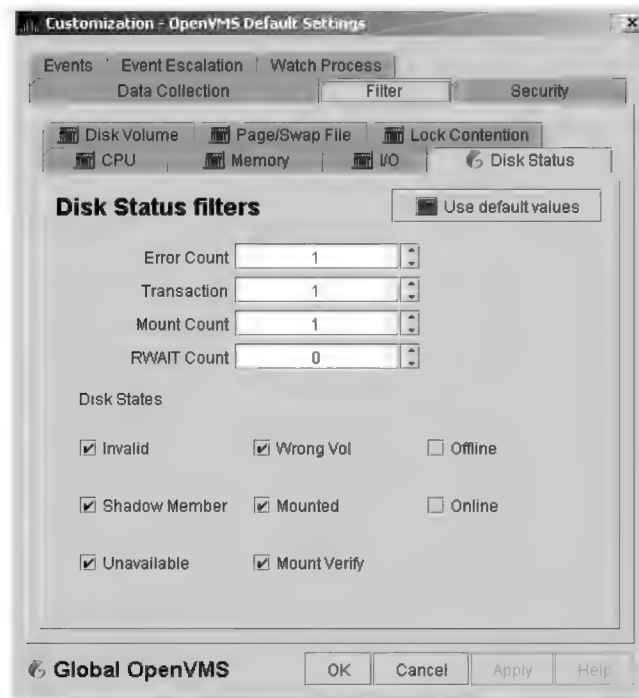 Customization - OpenVMS Default Settings
Events Event Escalation Watch Process
Data Collection Filter Security
Disk Volume Page/Swap File Lock Contention
CPU Memory I/O Disk Status
Disk Status filters Use default values
Error Count 1
Transaction 1
Mount Count 1
RWAIT Count 0
Disk States
Invalid Wrong Vol Offline
Shadow Member Mounted Online
Unavailable Mount Verify
Global OpenVMS OK Cancel Apply Help